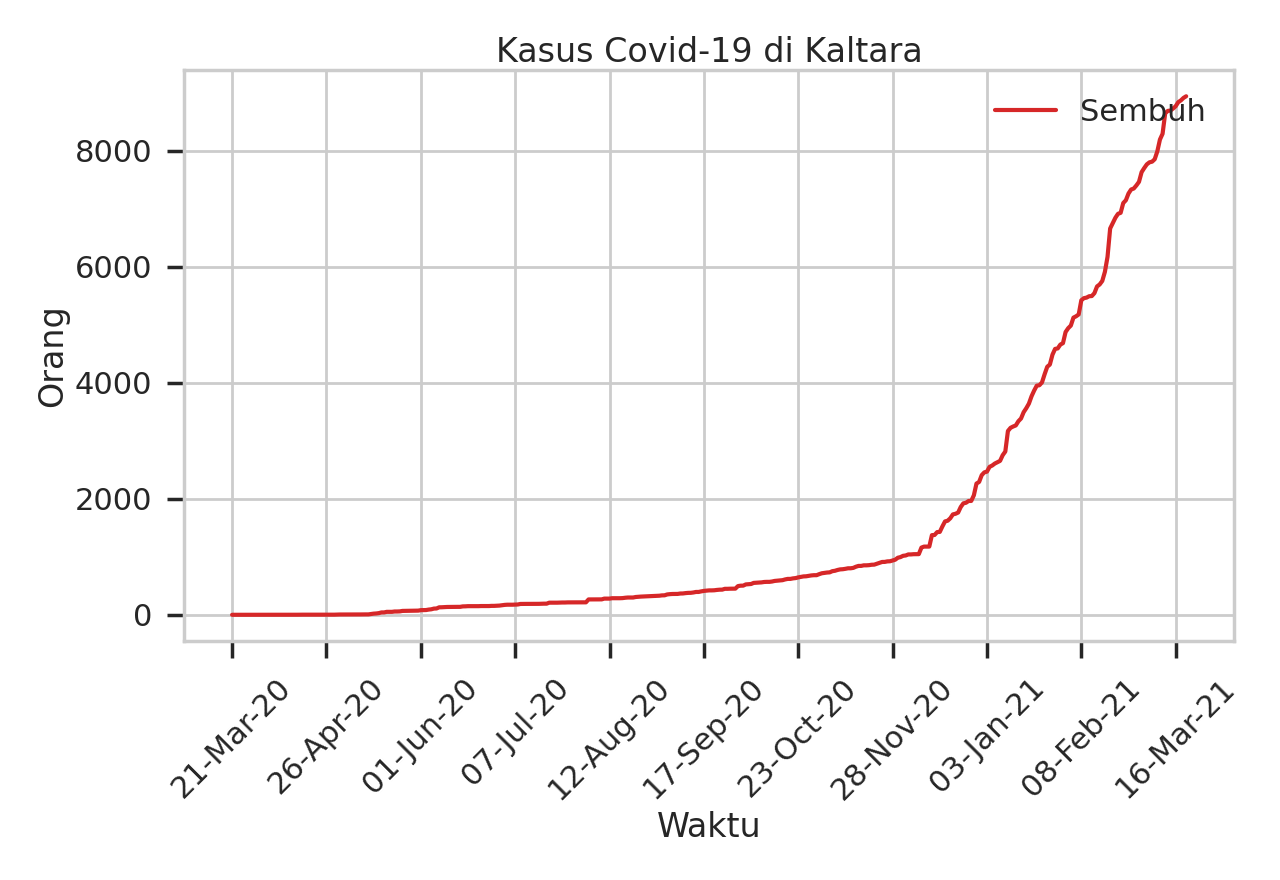 Kasus Covid-19 di Kaltara
Sembuh
8000
6000
4000
2000
0
Orang
21-Mar-20
26-Apr-20
01-Jun-20
07-Jul-20
12-Aug-20
17-Sep-20
23-Oct-20
28-Nov-20
03-Jan-21
08-Feb-21
16-Mar-21
Waktu